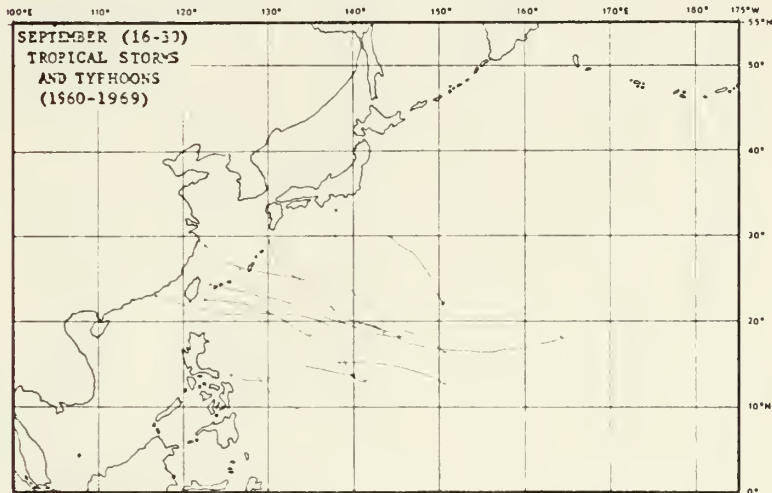 100°E 110° 120° 130° 140° 150° 160° 170° 180° 175°W
55°N
SEPTEMBER (16-30)
TROPICAL STORMS
AND TYPHOONS
(1960-1969)
50°
40°
30°
20°
10°N
0°